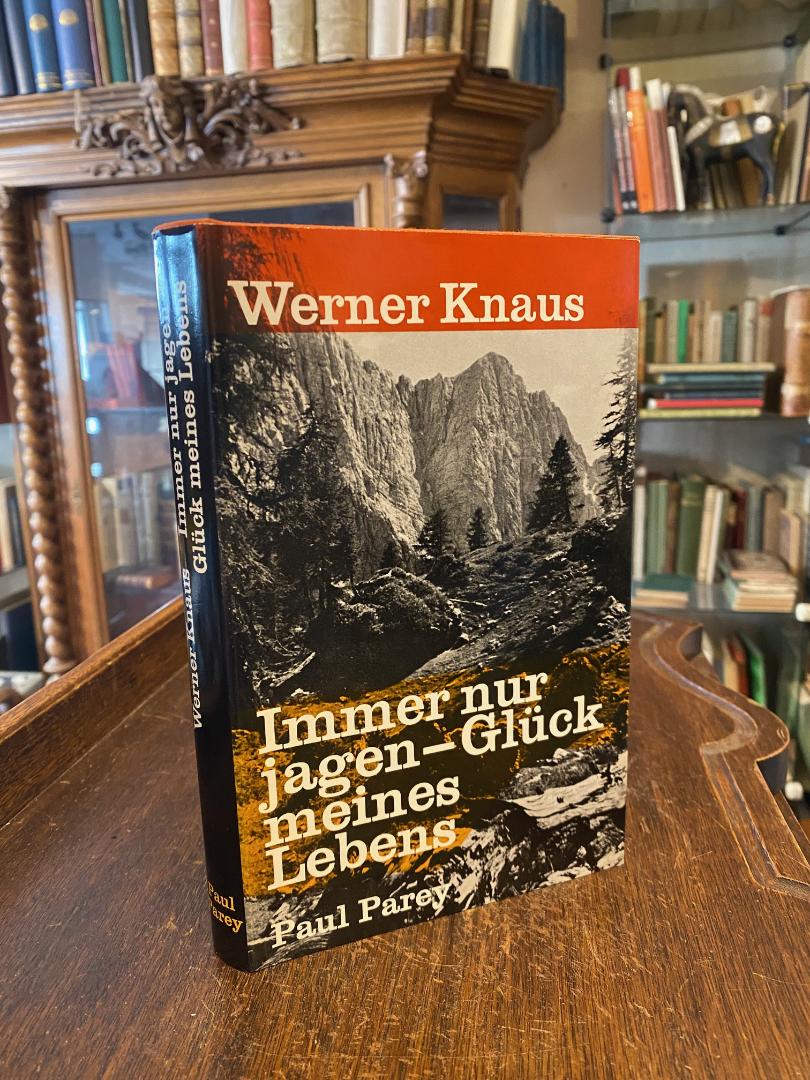 Werner Knaus
Immer nur
jagen–Glück
meines
Lebens
Paul Parey
Werner Knaus Immer nur jagen
Glück meines Lebens
Paul
Parey